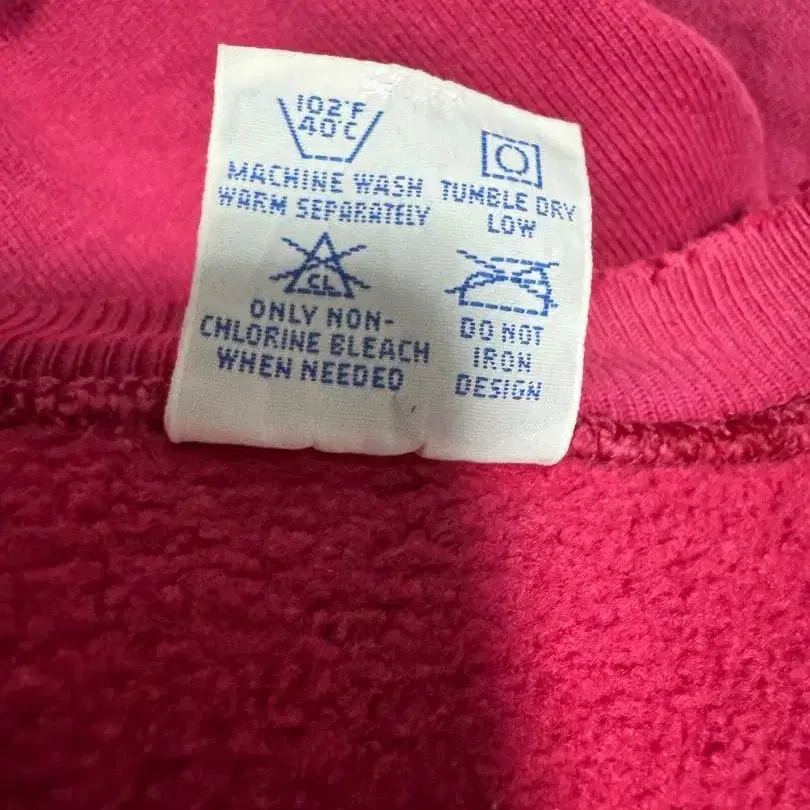 102°F
40°C
MACHINE WASH
WARM SEPARATELY
TUMBLE DRY
LOW
CL
ONLY NON-
CHLORINE BLEACH
WHEN NEEDED
DO NOT
IRON
DESIGN